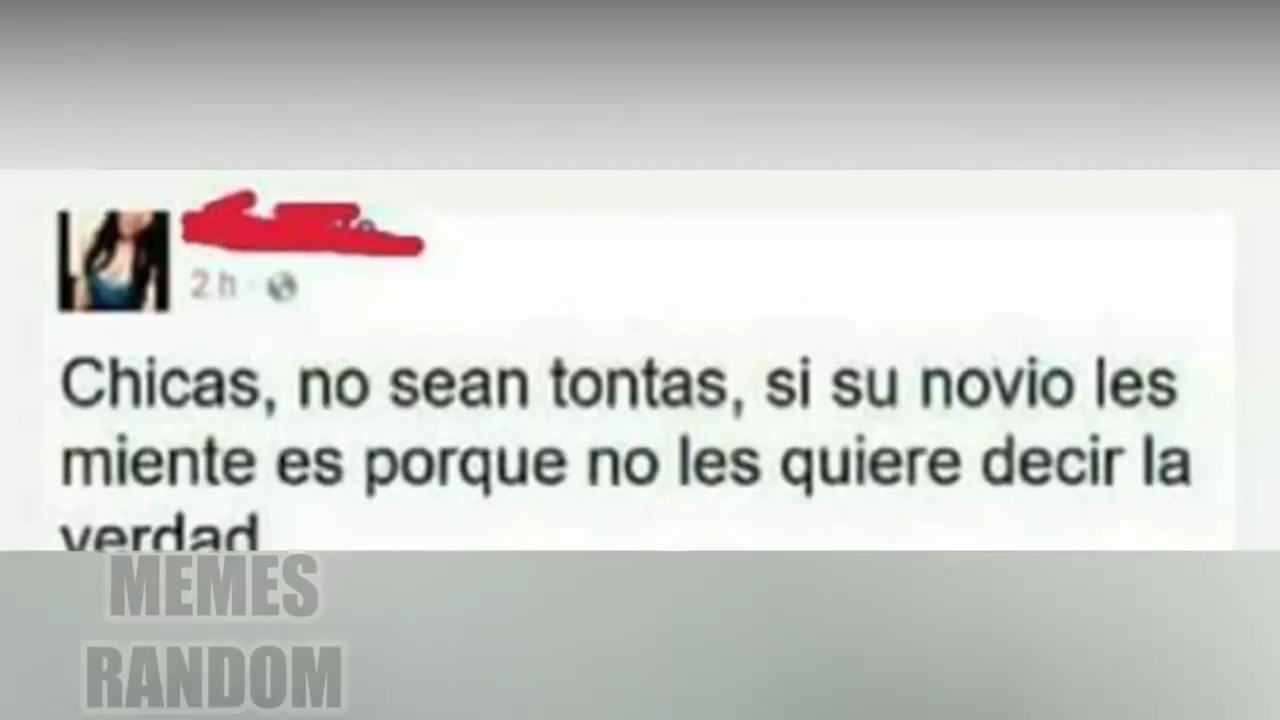 2 h
Chicas, no sean tontas, si su novio les
miente es porque no les quiere decir la
verdad
MEMES
RANDOM